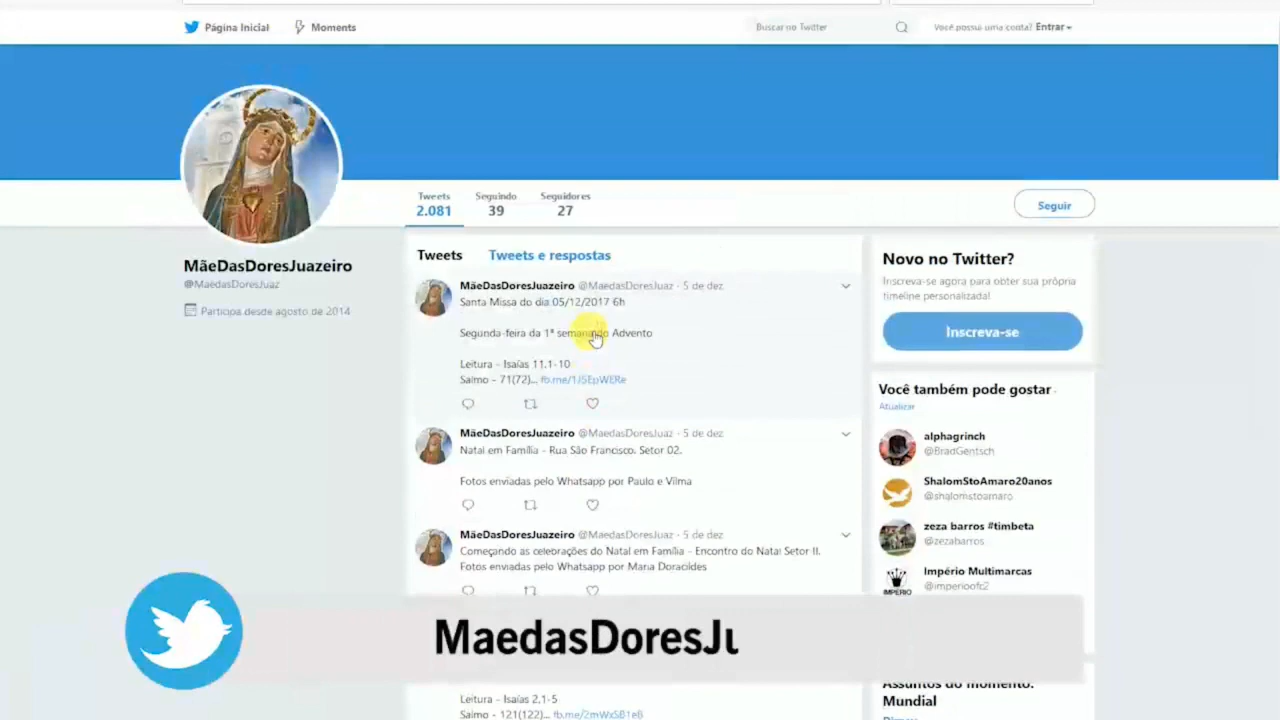 Página Inicial
Moments
Buscar no Twitter
Você possui uma conta? Entrar
Tweets
2.081
Seguindo
39
Seguidores
27
Seguir
MãeDasDoresJuazeiro
@MaedasDoresJuaz
Participa desde agosto de 2014
Tweets
Tweets e respostas
MãeDasDoresJuazeiro @MaedasDoresJuaz · 5 de dez
Santa Missa do dia 05/12/2017 6h
Segunda-feira da 1ª semana do Advento
Leitura - Isaías 11,1-10
Salmo - 71(72)... fb.me/1J5EpWERe
MãeDasDoresJuazeiro @MaedasDoresJuaz · 5 de dez
Natal em Família - Rua São Francisco. Setor 02.
Fotos enviadas pelo Whatsapp por Paulo e Vilma
MãeDasDoresJuazeiro @MaedasDoresJuaz · 5 de dez
Começando as celebrações do Natal em Família - Encontro do Natal Setor II.
Fotos enviadas pelo Whatsapp por Maria Doracildes
Leitura - Isaías 2,1-5
Salmo - 121(122)... fb.me/2mWxSB1eB
Novo no Twitter?
Inscreva-se agora para obter sua própria
timeline personalizada!
Inscreva-se
Você também pode gostar ·
Atualizar
alphagrinch
@BradGentsch
ShalomStoAmaro20anos
@shalomstoamaro
zeza barros #timbeta
@zezabarros
Império Multimarcas
@imperioofc2
IMPÉRIO
Assuntos do momento:
Mundial
MaedasDoresJu